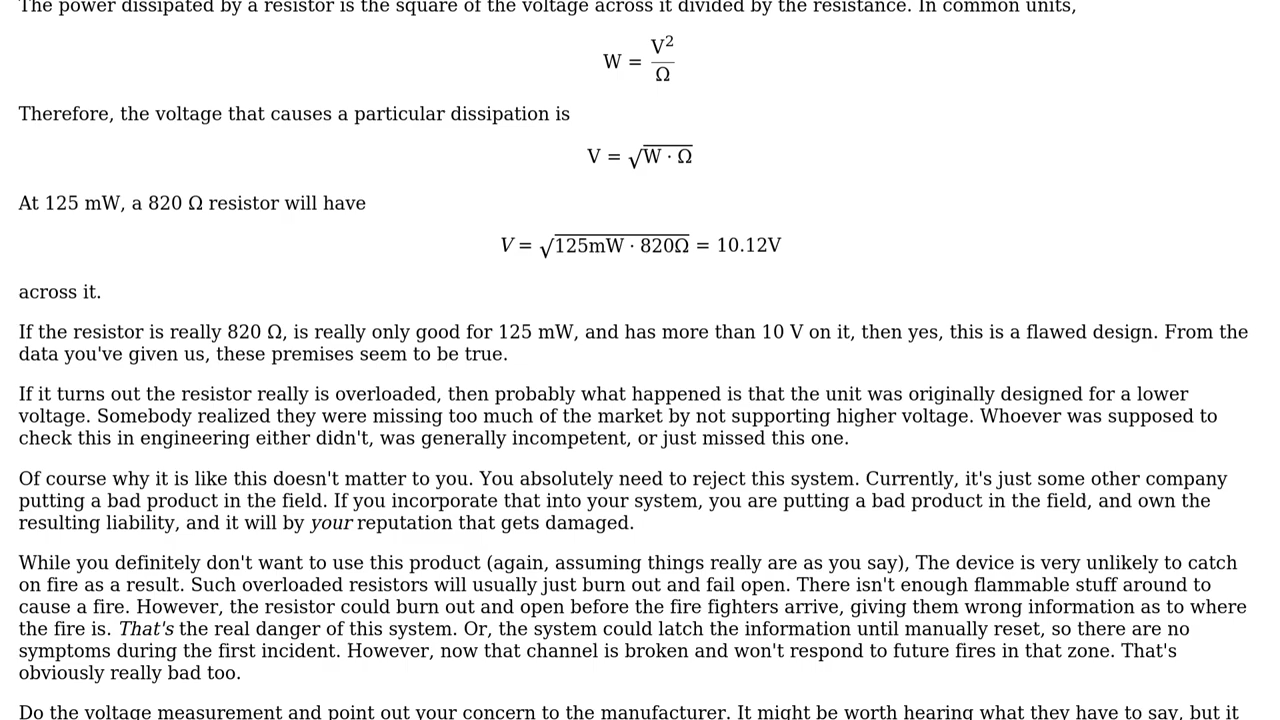 The power dissipated by a resistor is the square of the voltage across it divided by the resistance. In common units,
W = V²/Ω
Therefore, the voltage that causes a particular dissipation is
V = √W · Ω
At 125 mW, a 820 Ω resistor will have
V = √125mW · 820Ω = 10.12V
across it.
If the resistor is really 820 Ω, is really only good for 125 mW, and has more than 10 V on it, then yes, this is a flawed design. From the
data you've given us, these premises seem to be true.
If it turns out the resistor really is overloaded, then probably what happened is that the unit was originally designed for a lower
voltage. Somebody realized they were missing too much of the market by not supporting higher voltage. Whoever was supposed to
check this in engineering either didn't, was generally incompetent, or just missed this one.
Of course why it is like this doesn't matter to you. You absolutely need to reject this system. Currently, it's just some other company
putting a bad product in the field. If you incorporate that into your system, you are putting a bad product in the field, and own the
resulting liability, and it will by your reputation that gets damaged.
While you definitely don't want to use this product (again, assuming things really are as you say), The device is very unlikely to catch
on fire as a result. Such overloaded resistors will usually just burn out and fail open. There isn't enough flammable stuff around to
cause a fire. However, the resistor could burn out and open before the fire fighters arrive, giving them wrong information as to where
the fire is. That's the real danger of this system. Or, the system could latch the information until manually reset, so there are no
symptoms during the first incident. However, now that channel is broken and won't respond to future fires in that zone. That's
obviously really bad too.
Do the voltage measurement and point out your concern to the manufacturer. It might be worth hearing what they have to say, but it